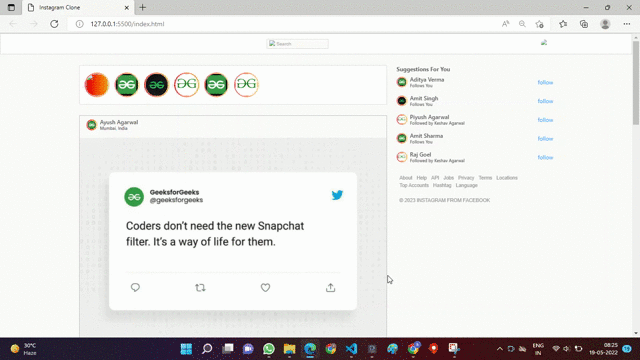 Instagram Clone
127.0.0.1:5500/index.html
Search
Suggestions For You
Aditya Verma
Follows You
follow
Amit Singh
Follows You
follow
Piyush Agarwal
Followed by Keshav Agarwal
follow
Amit Sharma
Follows You
follow
Raj Goel
Followed by Keshav Agarwal
follow
About Help API Jobs Privacy Terms Locations
Top Accounts Hashtag Language
© 2023 INSTAGRAM FROM FACEBOOK
Ayush Agarwal
Mumbai, India
GeeksforGeeks
@geeksforgeeks
Coders don't need the new Snapchat
filter. It's a way of life for them.
30°C
Haze
ENG
IN
08:25
19-05-2022